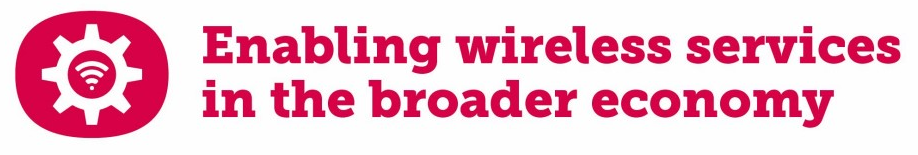 Enabling wireless services
in the broader economy